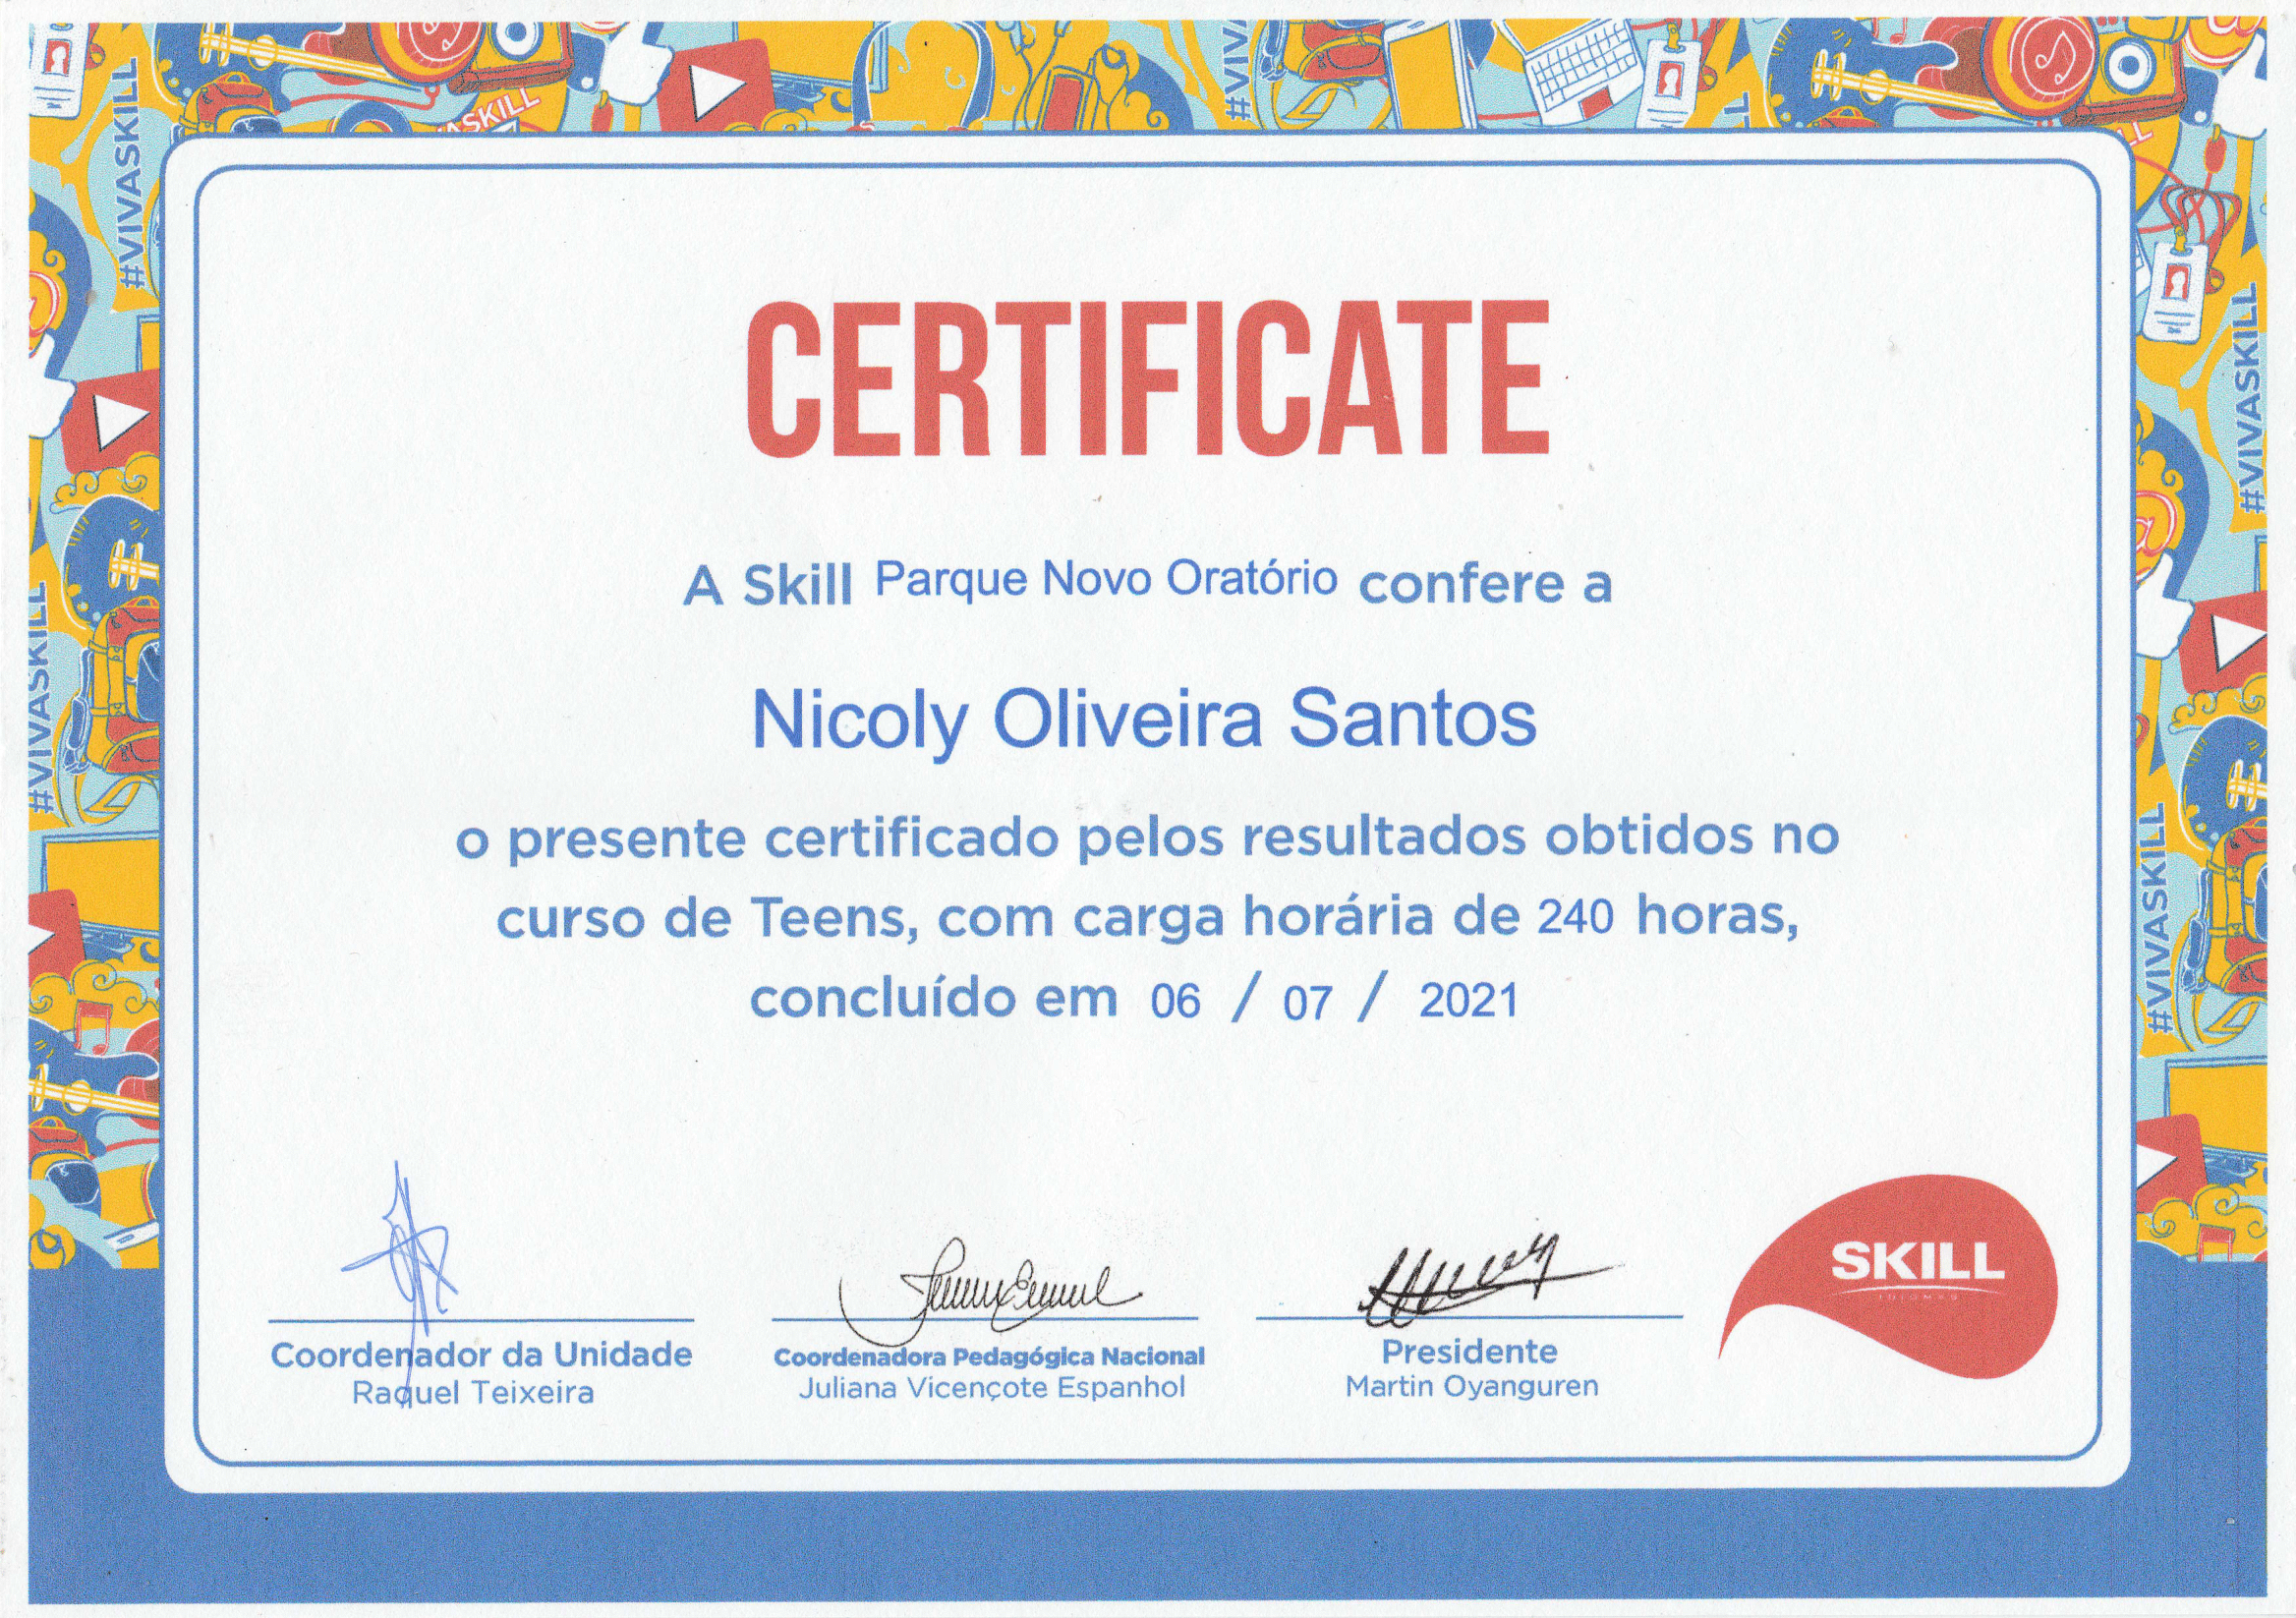 CERTIFICATE
A Skill Parque Novo Oratório confere a
Nicoly Oliveira Santos
o presente certificado pelos resultados obtidos no
curso de Teens, com carga horária de 240 horas,
concluído em 06 / 07 / 2021
Coordenador da Unidade
Raquel Teixeira
Coordenadora Pedagógica Nacional
Juliana Vicençote Espanhol
Presidente
Martin Oyanguren
SKILL
IDIOMAS
#VIVASKILL
#VIVASKILL
#VIVASKILL
#VIVASKILL